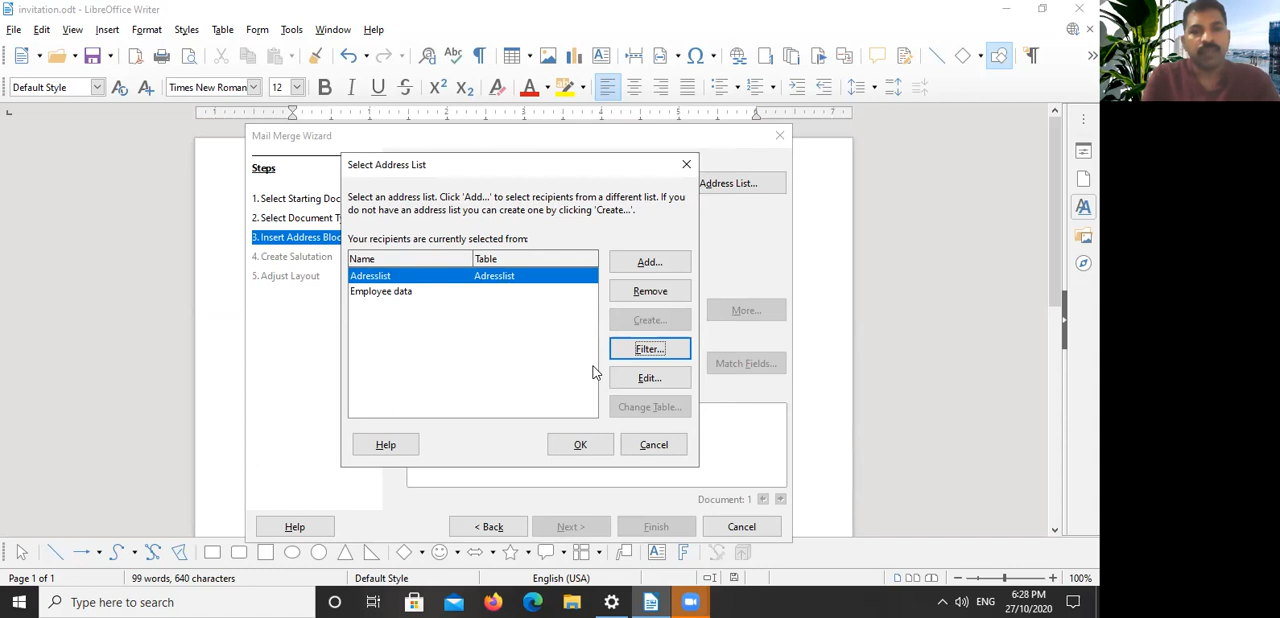 invitation.odt - LibreOffice Writer
File Edit View Insert Format Styles Table Form Tools Window Help
Default Style Times New Roman 12
Mail Merge Wizard
Steps
1. Select Starting Doc
2. Select Document T
3. Insert Address Bloc
4. Create Salutation
5. Adjust Layout
Address List...
More...
Match Fields...
Select Address List
Select an address list. Click 'Add...' to select recipients from a different list. If you
do not have an address list you can create one by clicking 'Create...'.
Your recipients are currently selected from:
Name Table
Adresslist Adresslist
Employee data
Add...
Remove
Create...
Filter...
Edit...
Change Table...
Help OK Cancel
Document: 1
Help < Back Next > Finish Cancel
Page 1 of 1 99 words, 640 characters Default Style English (USA) 100%
Type here to search ENG 6:28 PM
27/10/2020